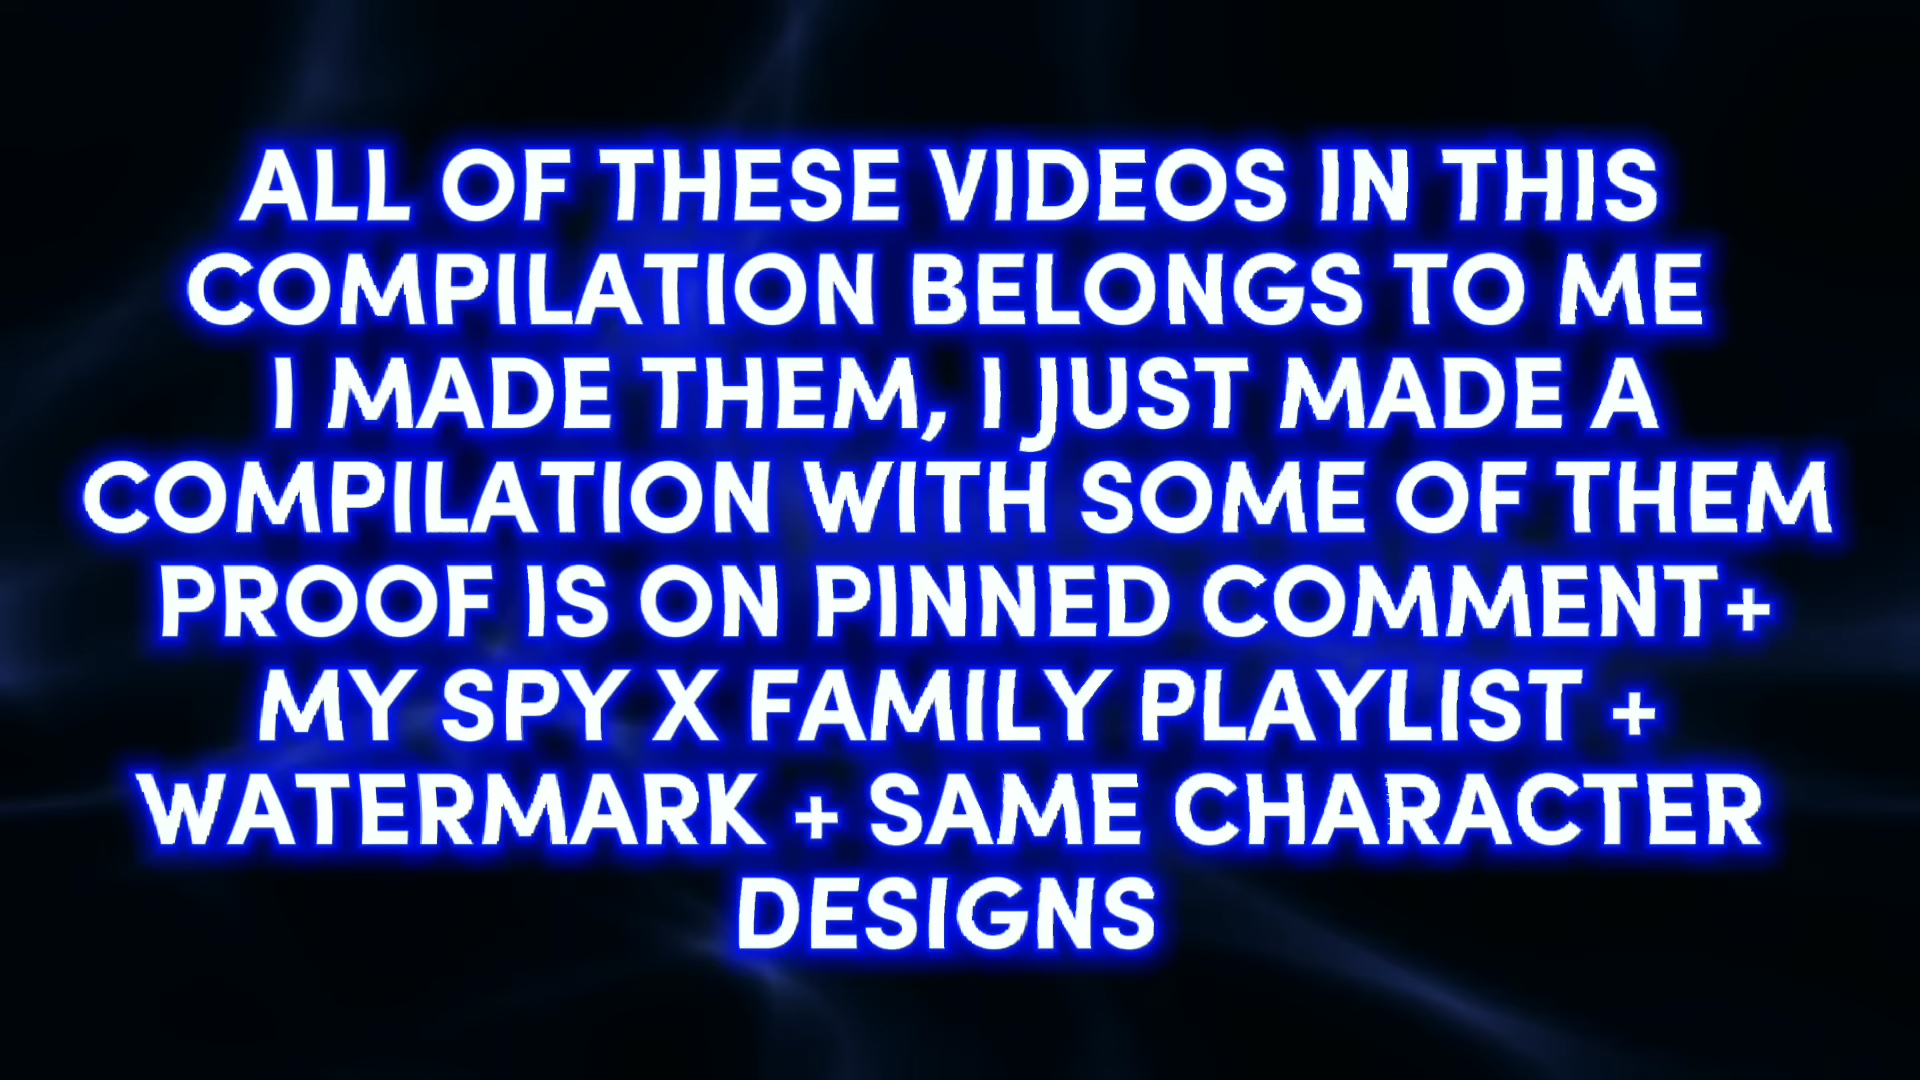 ALL OF THESE VIDEOS IN THIS
COMPILATION BELONGS TO ME
I MADE THEM, I JUST MADE A
COMPILATION WITH SOME OF THEM
PROOF IS ON PINNED COMMENT+
MY SPY X FAMILY PLAYLIST +
WATERMARK + SAME CHARACTER
DESIGNS